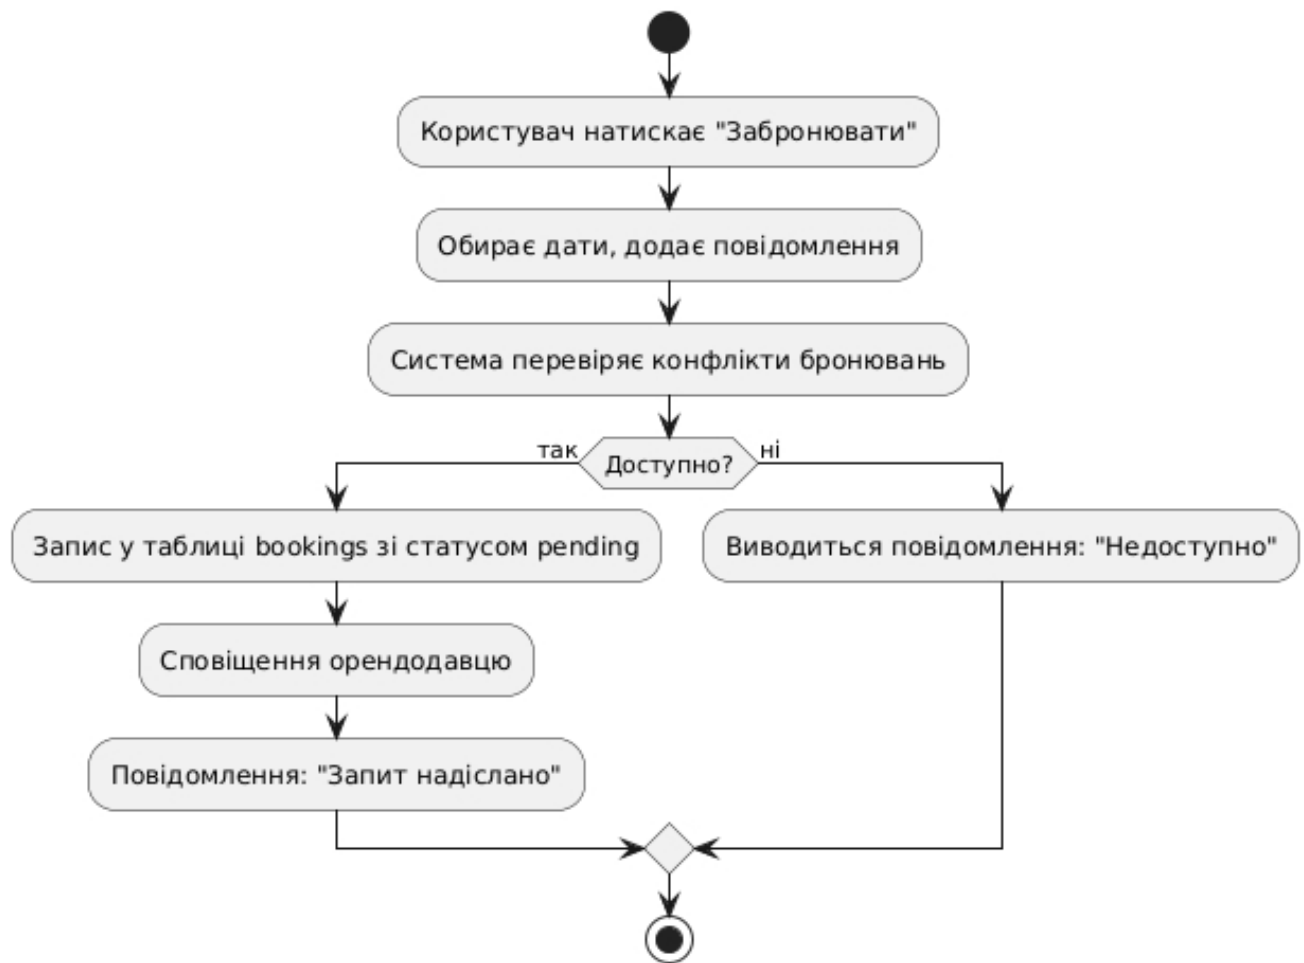 Користувач натискає "Забронювати"
Обирає дати, додає повідомлення
Система перевіряє конфлікти бронювань
так
Доступно?
ні
Запис у таблиці bookings зі статусом pending
Виводиться повідомлення: "Недоступно"
Сповіщення орендодавцю
Повідомлення: "Запит надіслано"